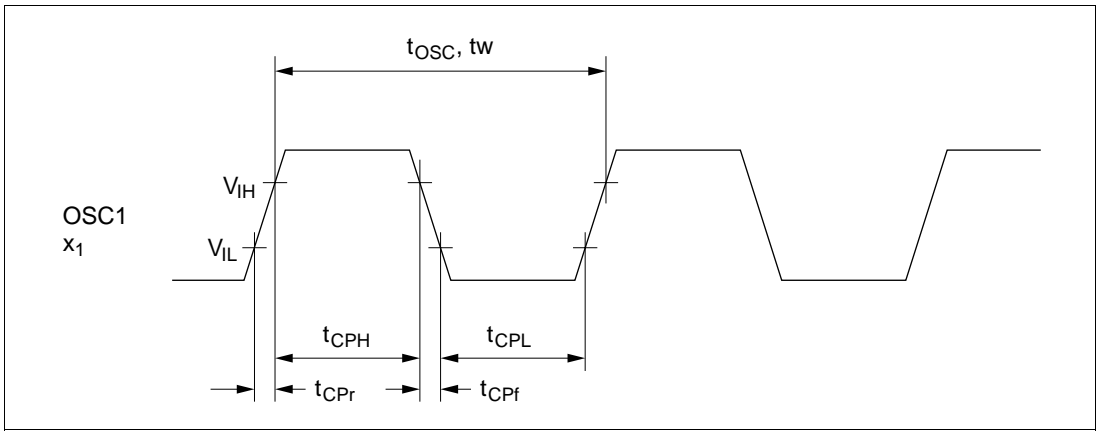 tOSC, tw
VIH
OSC1
x1
VIL
tCPH
tCPL
tCPr
tCPf